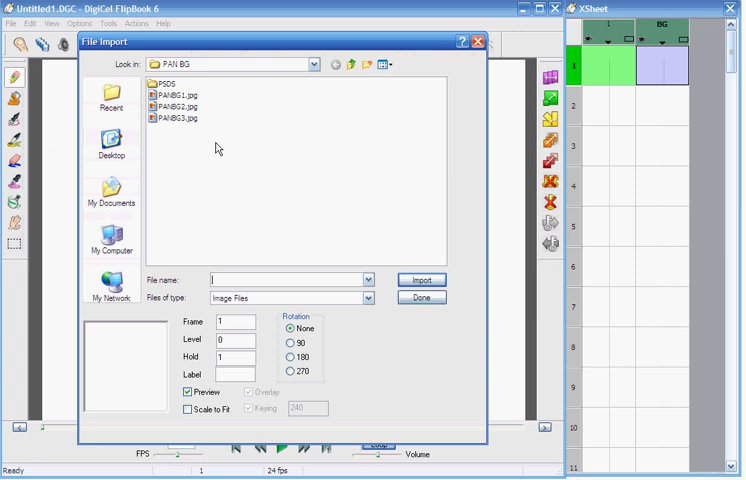 Untitled1.DGC - DigiCel FlipBook 6
File Edit View Options Tools Actions
File Import
Look in: PAN BG
Recent
Desktop
My Documents
My Computer
My Network
PSDS
PANBG1.jpg
PANBG2.jpg
PANBG3.jpg
File name: Import
Files of type: Image Files Done
Frame 1
Level 0
Hold 1
Label
Rotation
None
90
180
270
Preview Overlay
Scale to Fit Keying 240
FPS Loop Volume
Ready 1 24 fps
XSheet
1 BG
1
2
3
4
5
6
7
8
9
10
11